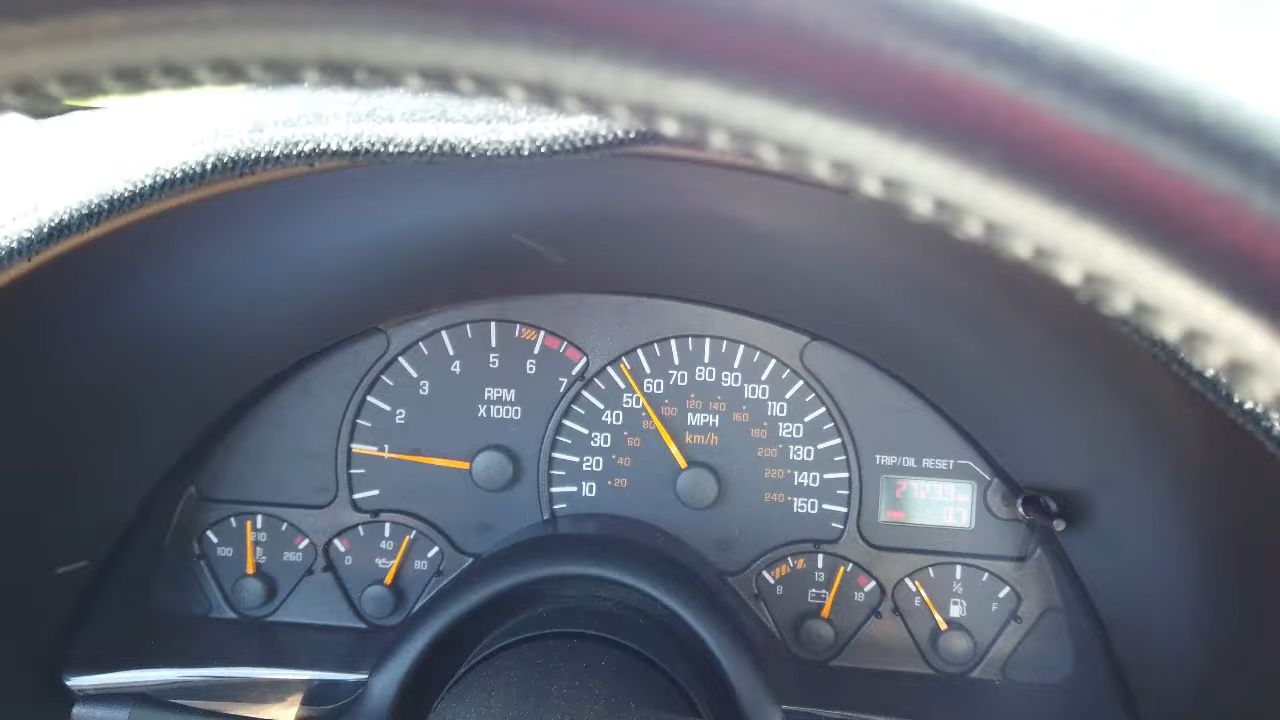 1 2 3 4 5 6 7
RPM
X1000
10 20 30 40 50 60 70 80 90 100 110 120 130 140 150
MPH
km/h
20 40 60 80 100 120 140 160 180 200 220 240
TRIP/OIL RESET
100 210 260
0 40 80
8 13 19
E ½ F